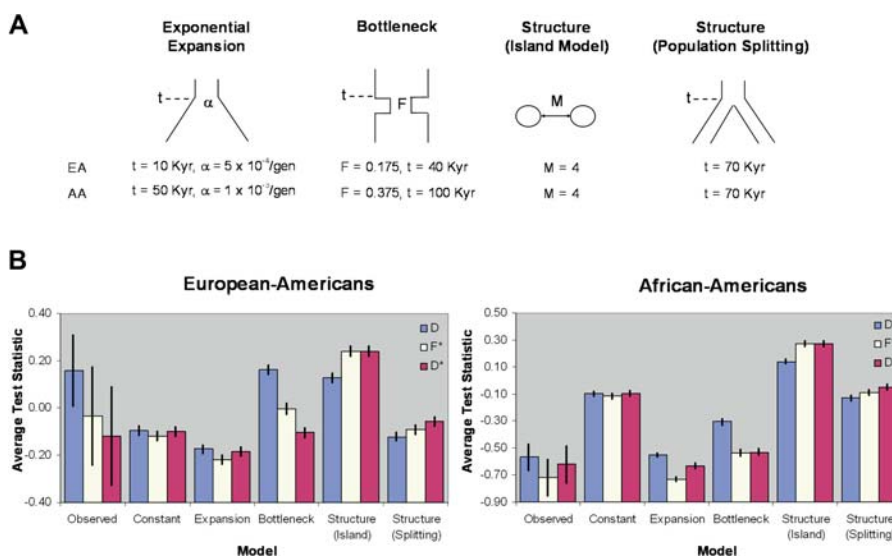 A
Exponential Expansion
Bottleneck
Structure (Island Model)
Structure (Population Splitting)
t
α
t
F
M
t
EA t = 10 Kyr, α = 5 x 10 /gen F = 0.175, t = 40 Kyr M = 4 t = 70 Kyr
AA t = 50 Kyr, α = 1 x 10 /gen F = 0.375, t = 100 Kyr M = 4 t = 70 Kyr
B
European-Americans
Average Test Statistic
0.40
0.20
0.00
-0.20
-0.40
D
F*
D*
Observed Constant Expansion Bottleneck Structure (Island) Structure (Splitting)
Model
African-Americans
Average Test Statistic
0.50
0.30
0.10
-0.10
-0.30
-0.50
-0.70
-0.90
D
F
D
Observed Constant Expansion Bottleneck Structure (Island) Structure (Splitting)
Model